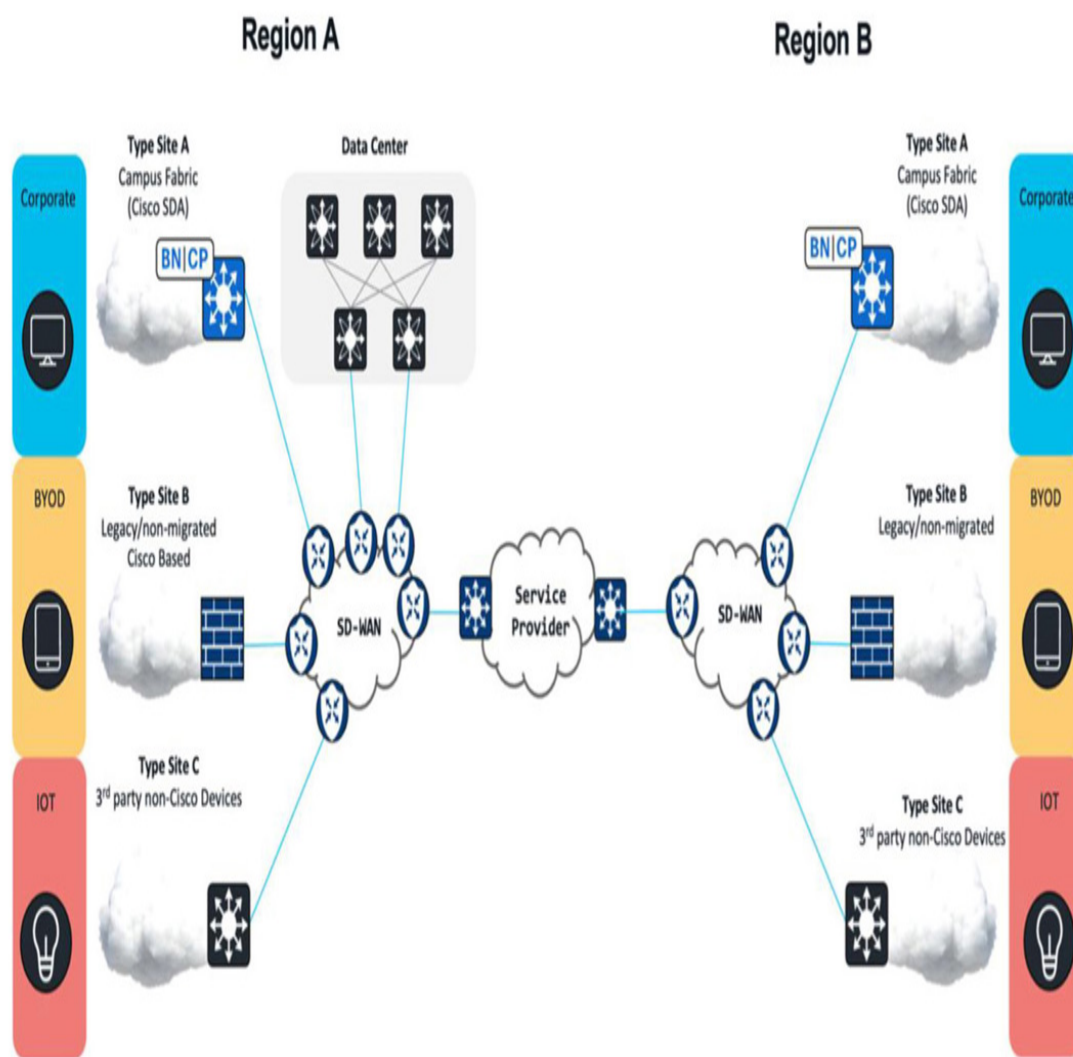 Region A
Region B
Type Site A
Campus Fabric
(Cisco SDA)
Data Center
Type Site A
Campus Fabric
(Cisco SDA)
Corporate
BN|CP
BN|CP
Corporate
BYOD
Type Site B
Legacy/non-migrated
Cisco Based
Type Site B
Legacy/non-migrated
BYOD
SD-WAN
Service
Provider
SD-WAN
IOT
Type Site C
3rd party non-Cisco Devices
Type Site C
3rd party non-Cisco Devices
IOT